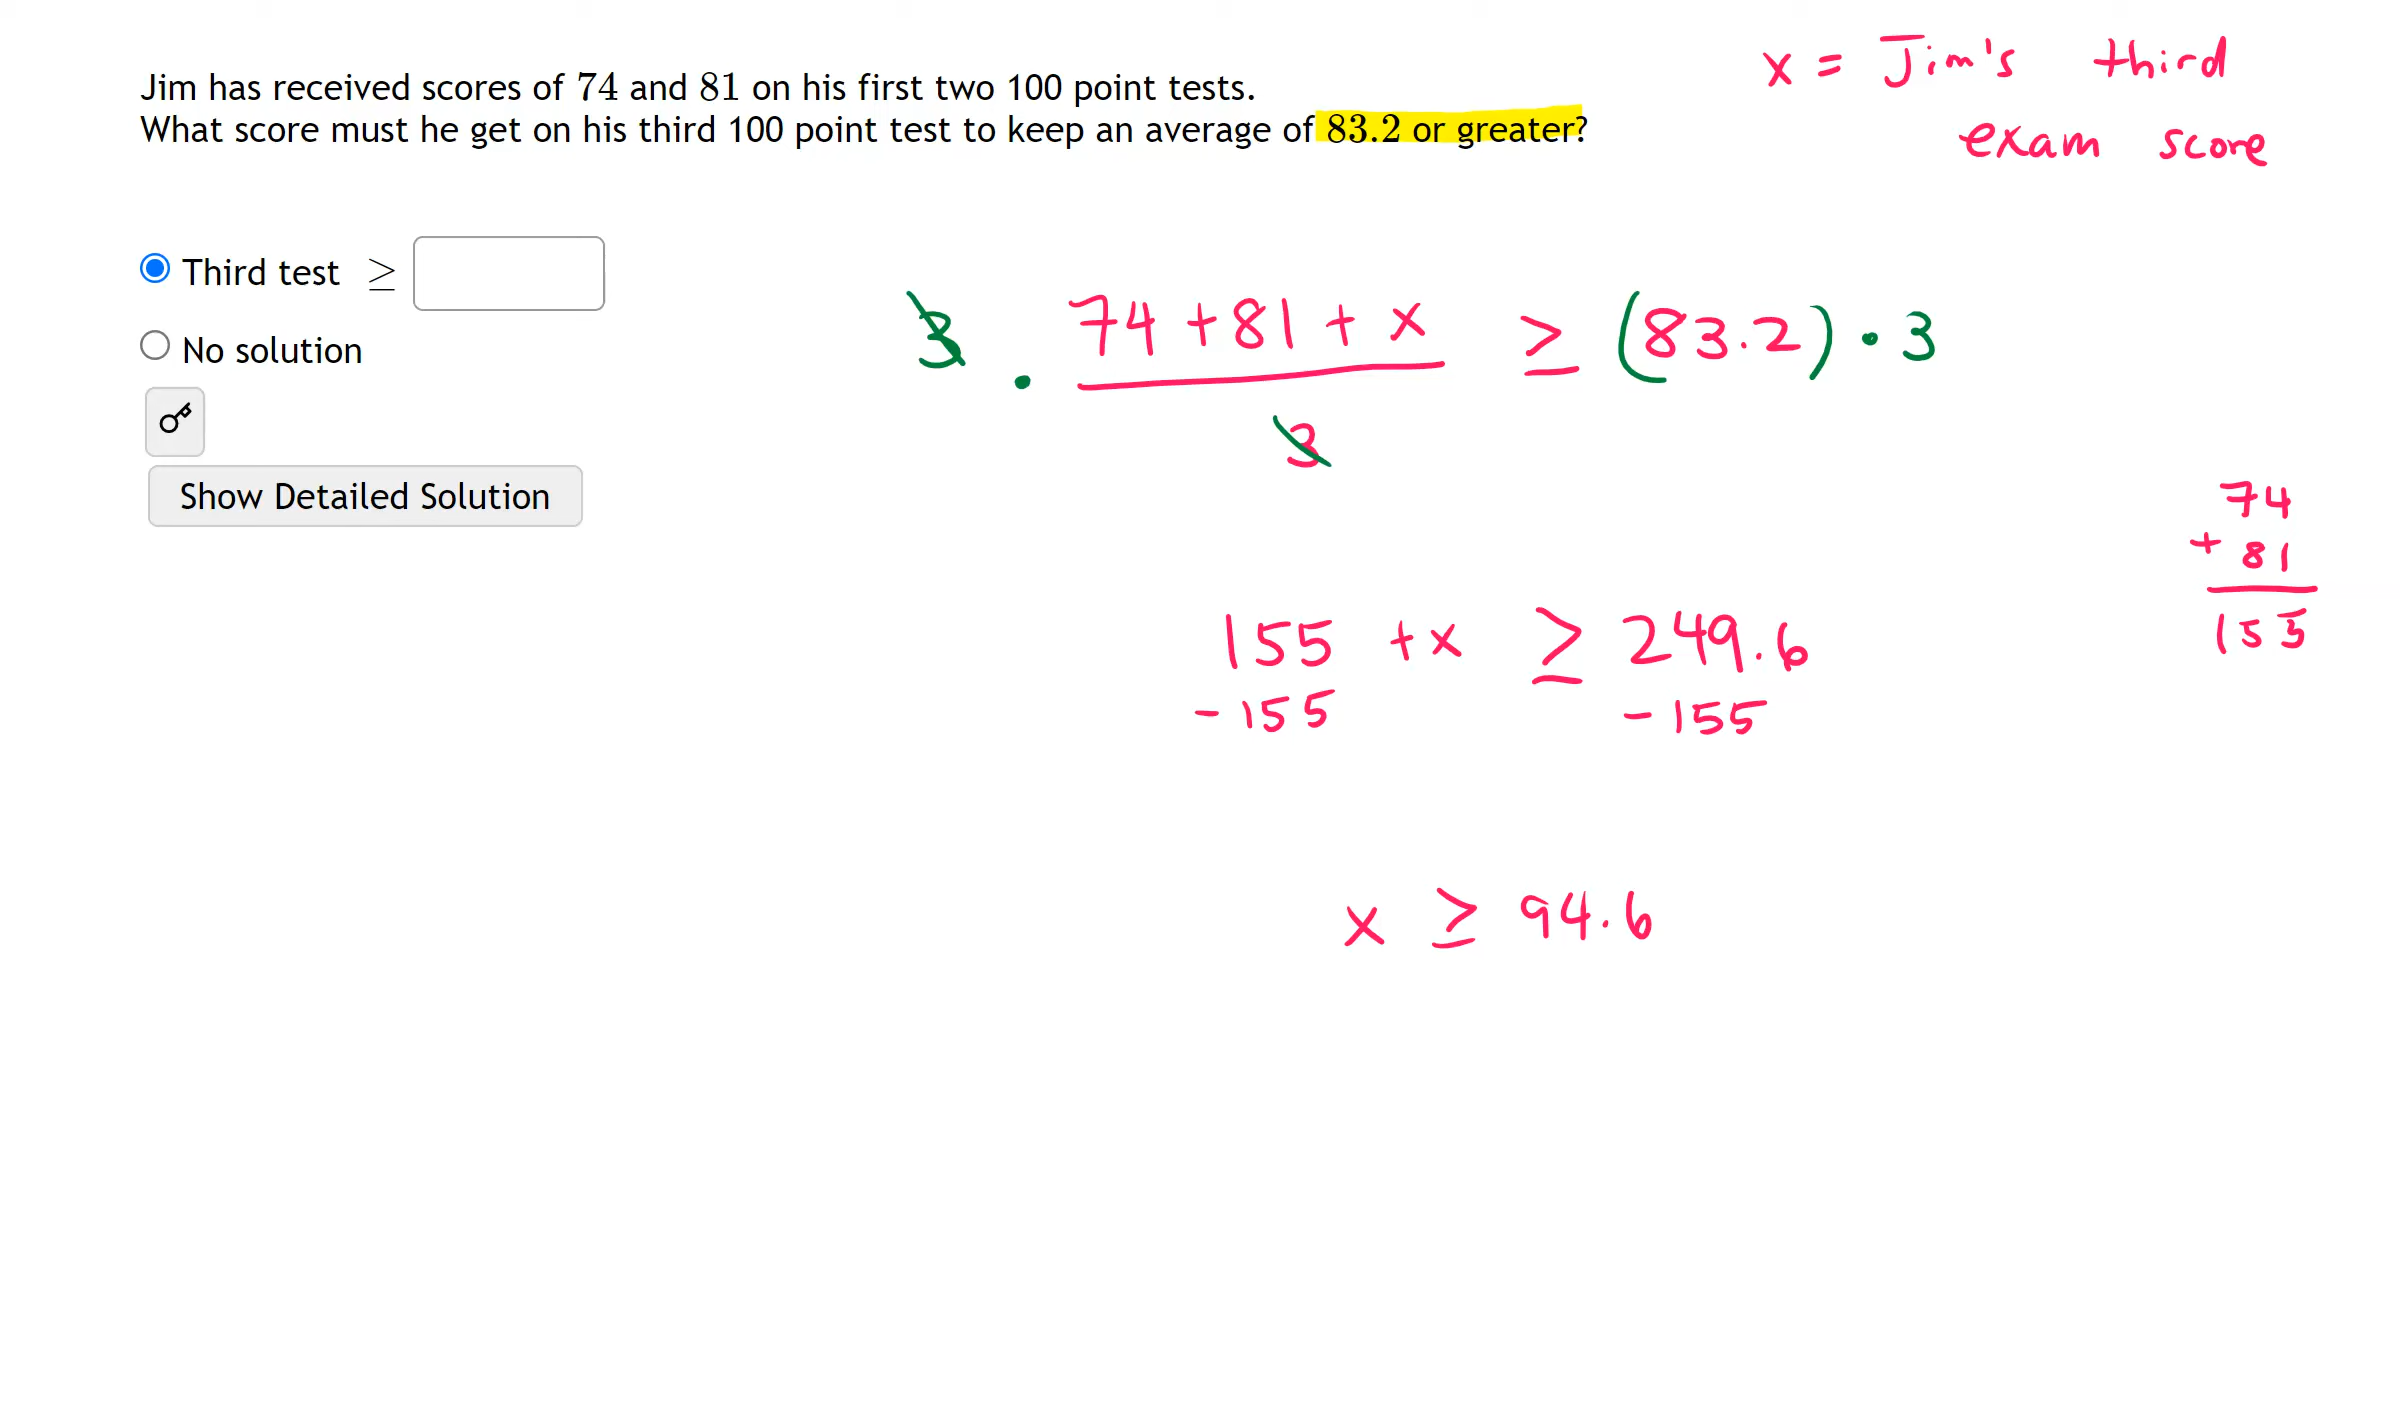 Jim has received scores of 74 and 81 on his first two 100 point tests.
What score must he get on his third 100 point test to keep an average of 83.2 or greater?
x = Jim's third
exam score
Third test ≥
No solution
Show Detailed Solution
3 · (74 + 81 + x)/3 ≥ (83.2) · 3
74
+ 81
155
155 + x ≥ 249.6
- 155 - 155
x ≥ 94.6